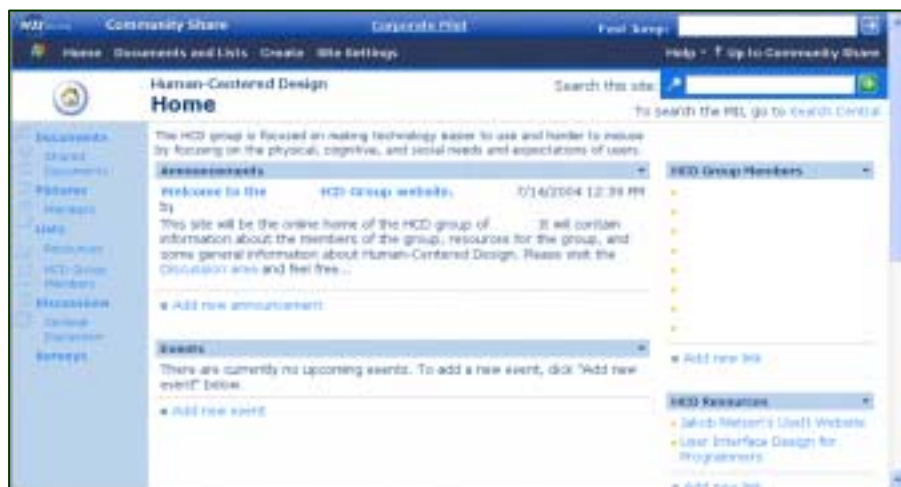 Community Share
Corporate Pilot
Fast Jump:
Home Documents and Lists Create Site Settings
Help Up to Community Share
Human-Centered Design
Home
Search this site:
To search the MII, go to Search Central
Documents
Shared
Documents
Pictures
Members
Lists
Resources
HCD Group
Members
Discussions
General
Discussion
Surveys
The HCD group is focused on making technology easier to use and harder to misuse
by focusing on the physical, cognitive, and social needs and expectations of users.
Announcements
Welcome to the HCD Group website. 7/14/2004 12:39 PM
by
This site will be the online home of the HCD group of It will contain
information about the members of the group, resources for the group, and
some general information about Human-Centered Design. Please visit the
Discussion area and feel free...
Add new announcement
Events
There are currently no upcoming events. To add a new event, click "Add new
event" below.
Add new event
HCD Group Members
Add new link
HCD Resources
Jakob Nielsen's UseIt Website
User Interface Design for
Programmers
Add new link